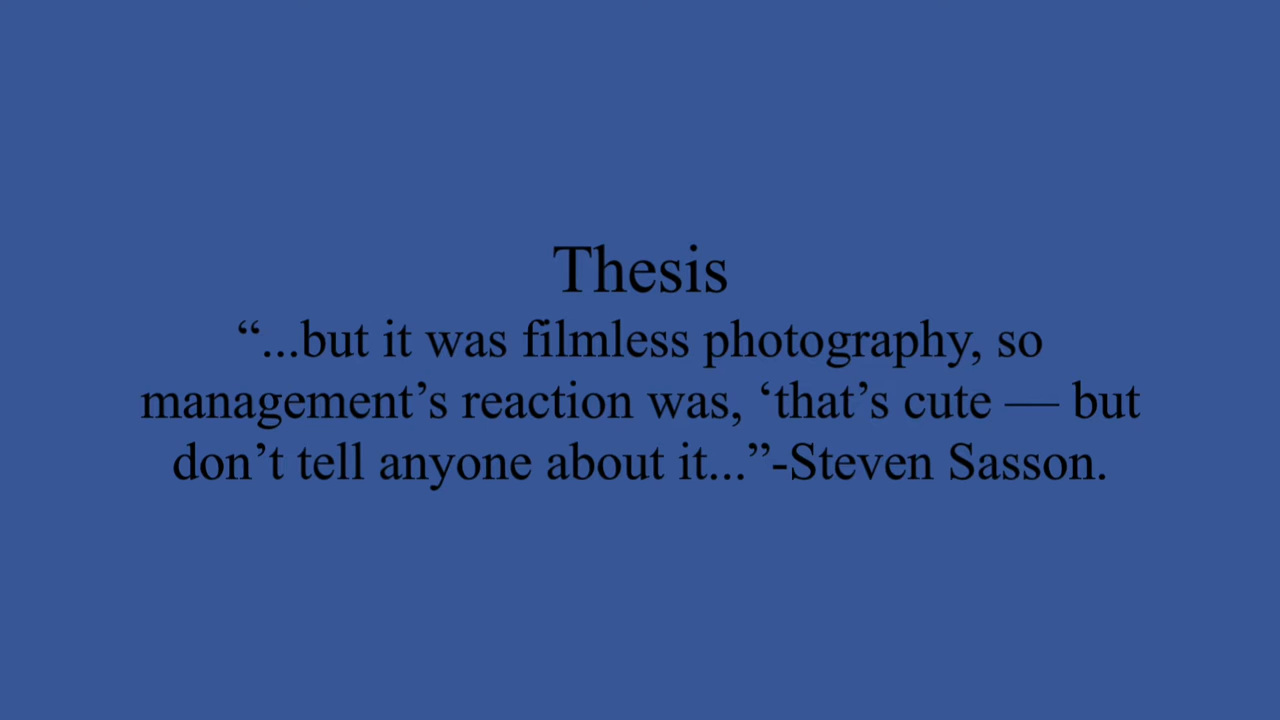 Thesis
“...but it was filmless photography, so
management’s reaction was, ‘that’s cute — but
don’t tell anyone about it...”-Steven Sasson.